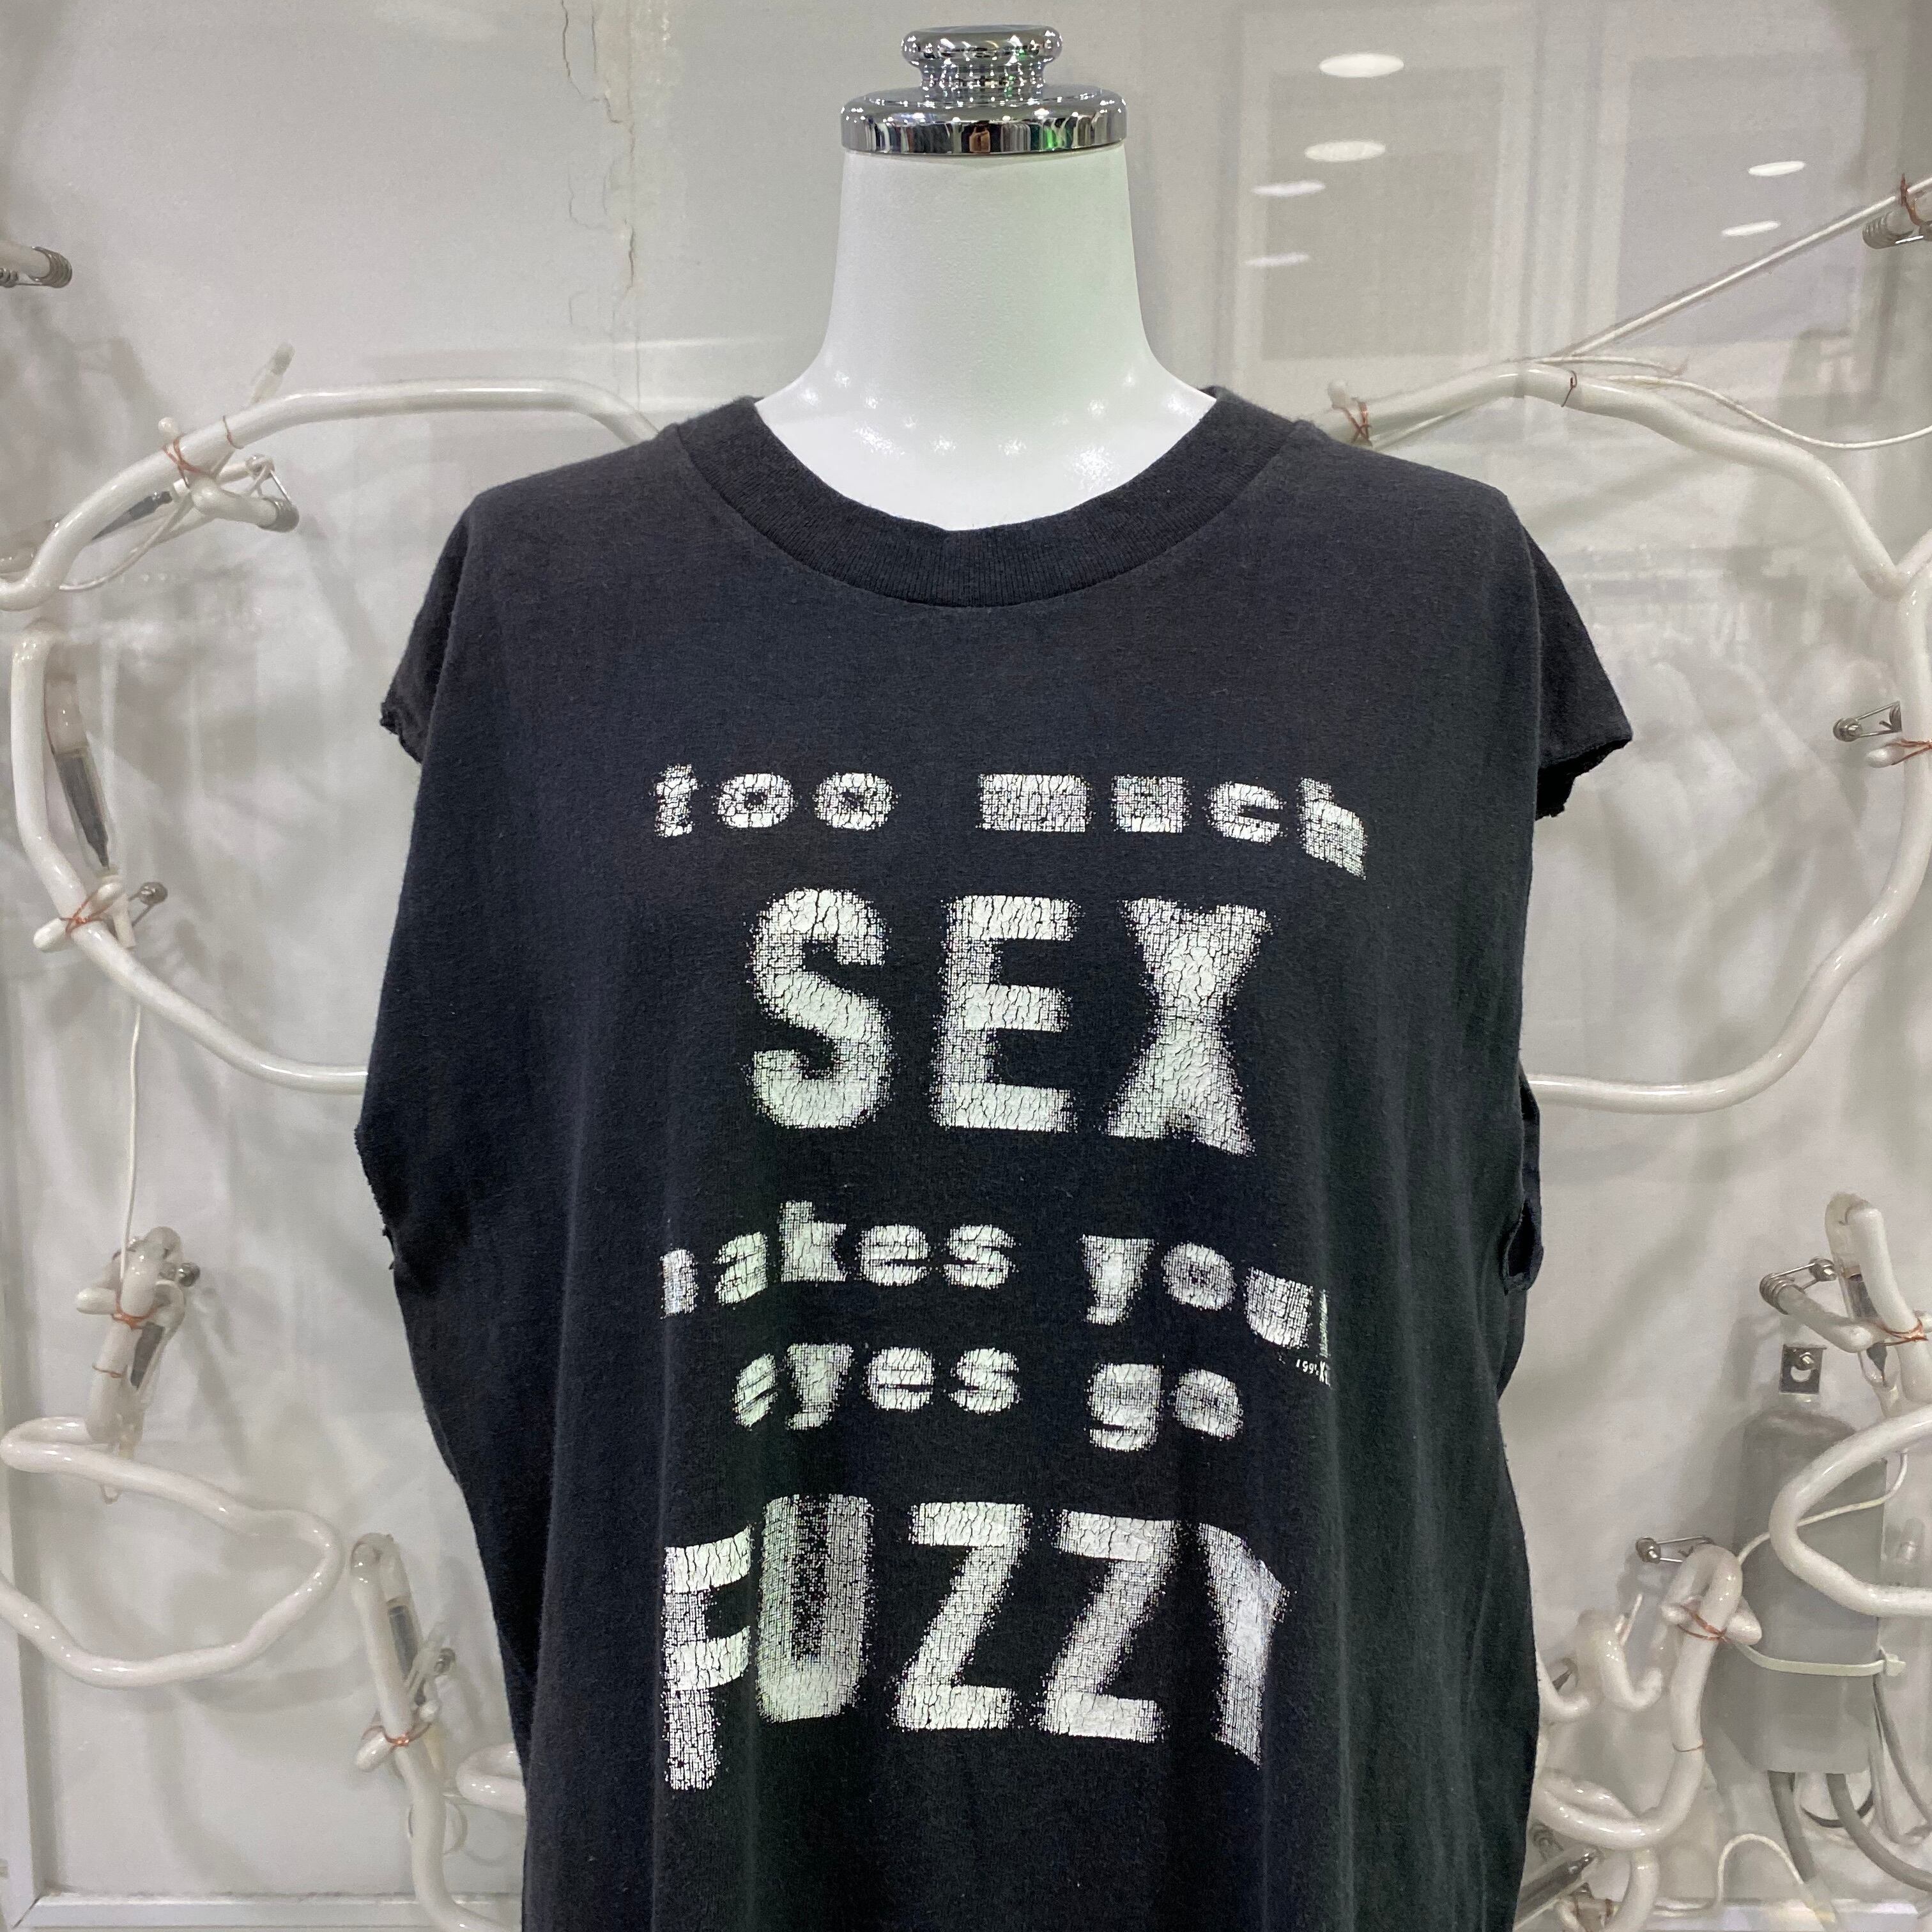 too much
SEX
makes your
eyes go
FUZZY